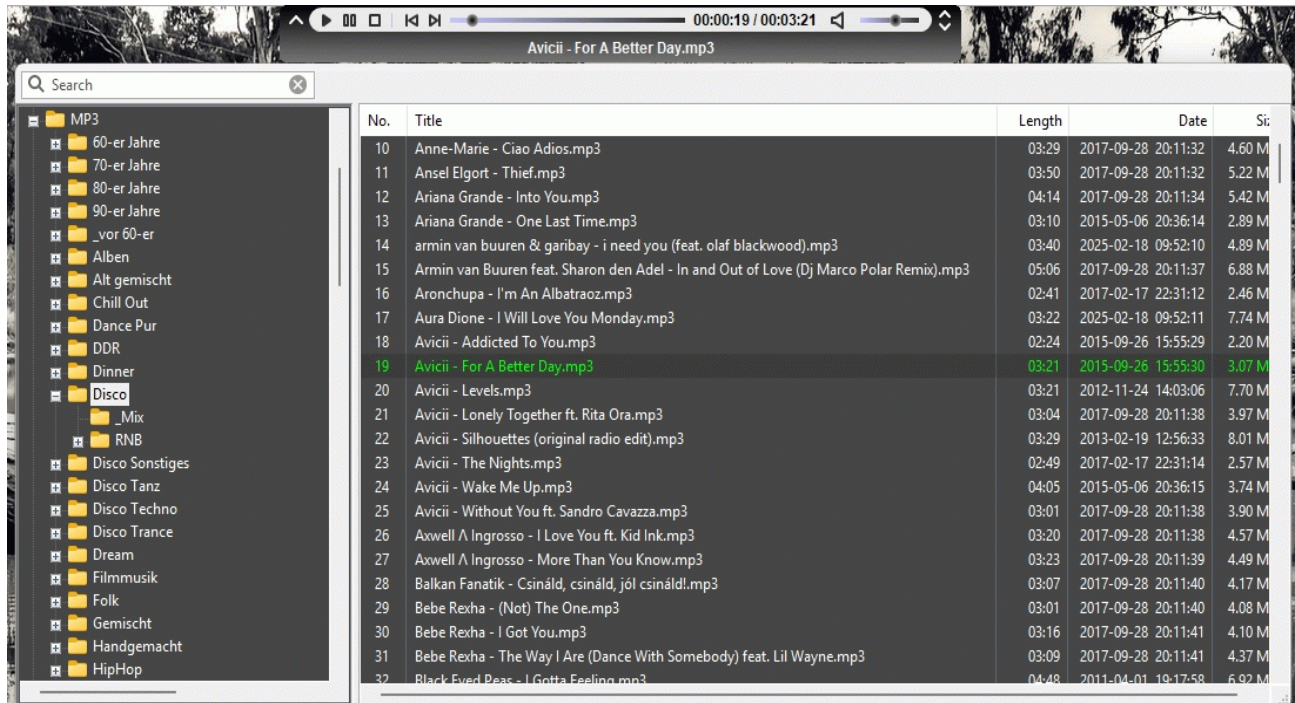 00:00:19 / 00:03:21
Avicii - For A Better Day.mp3
Search
MP3
60-er Jahre
70-er Jahre
80-er Jahre
90-er Jahre
_vor 60-er
Alben
Alt gemischt
Chill Out
Dance Pur
DDR
Dinner
Disco
_Mix
RNB
Disco Sonstiges
Disco Tanz
Disco Techno
Disco Trance
Dream
Filmmusik
Folk
Gemischt
Handgemacht
HipHop
No. Title Length Date
10 Anne-Marie - Ciao Adios.mp3 03:29 2017-09-28 20:11:32 4.60 M
11 Ansel Elgort - Thief.mp3 03:50 2017-09-28 20:11:32 5.22 M
12 Ariana Grande - Into You.mp3 04:14 2017-09-28 20:11:34 5.42 M
13 Ariana Grande - One Last Time.mp3 03:10 2015-05-06 20:36:14 2.89 M
14 armin van buuren & garibay - i need you (feat. olaf blackwood).mp3 03:40 2025-02-18 09:52:10 4.89 M
15 Armin van Buuren feat. Sharon den Adel - In and Out of Love (Dj Marco Polar Remix).mp3 05:06 2017-09-28 20:11:37 6.88 M
16 Aronchupa - I'm An Albatraoz.mp3 02:41 2017-02-17 22:31:12 2.46 M
17 Aura Dione - I Will Love You Monday.mp3 03:22 2025-02-18 09:52:11 7.74 M
18 Avicii - Addicted To You.mp3 02:24 2015-09-26 15:55:29 2.20 M
19 Avicii - For A Better Day.mp3 03:21 2015-09-26 15:55:30 3.07 M
20 Avicii - Levels.mp3 03:21 2012-11-24 14:03:06 7.70 M
21 Avicii - Lonely Together ft. Rita Ora.mp3 03:04 2017-09-28 20:11:38 3.97 M
22 Avicii - Silhouettes (original radio edit).mp3 03:29 2013-02-19 12:56:33 8.01 M
23 Avicii - The Nights.mp3 02:49 2017-02-17 22:31:14 2.57 M
24 Avicii - Wake Me Up.mp3 04:05 2015-05-06 20:36:15 3.74 M
25 Avicii - Without You ft. Sandro Cavazza.mp3 03:01 2017-09-28 20:11:38 3.90 M
26 Axwell Λ Ingrosso - I Love You ft. Kid Ink.mp3 03:20 2017-09-28 20:11:38 4.57 M
27 Axwell Λ Ingrosso - More Than You Know.mp3 03:23 2017-09-28 20:11:39 4.49 M
28 Balkan Fanatik - Csináld, csináld, jól csináld!.mp3 03:07 2017-09-28 20:11:40 4.17 M
29 Bebe Rexha - (Not) The One.mp3 03:01 2017-09-28 20:11:40 4.08 M
30 Bebe Rexha - I Got You.mp3 03:16 2017-09-28 20:11:41 4.10 M
31 Bebe Rexha - The Way I Are (Dance With Somebody) feat. Lil Wayne.mp3 03:09 2017-09-28 20:11:41 4.37 M
32 Black Eyed Peas - I Gotta Feeling.mp3 04:48 2011-04-01 19:17:58 6.92 M